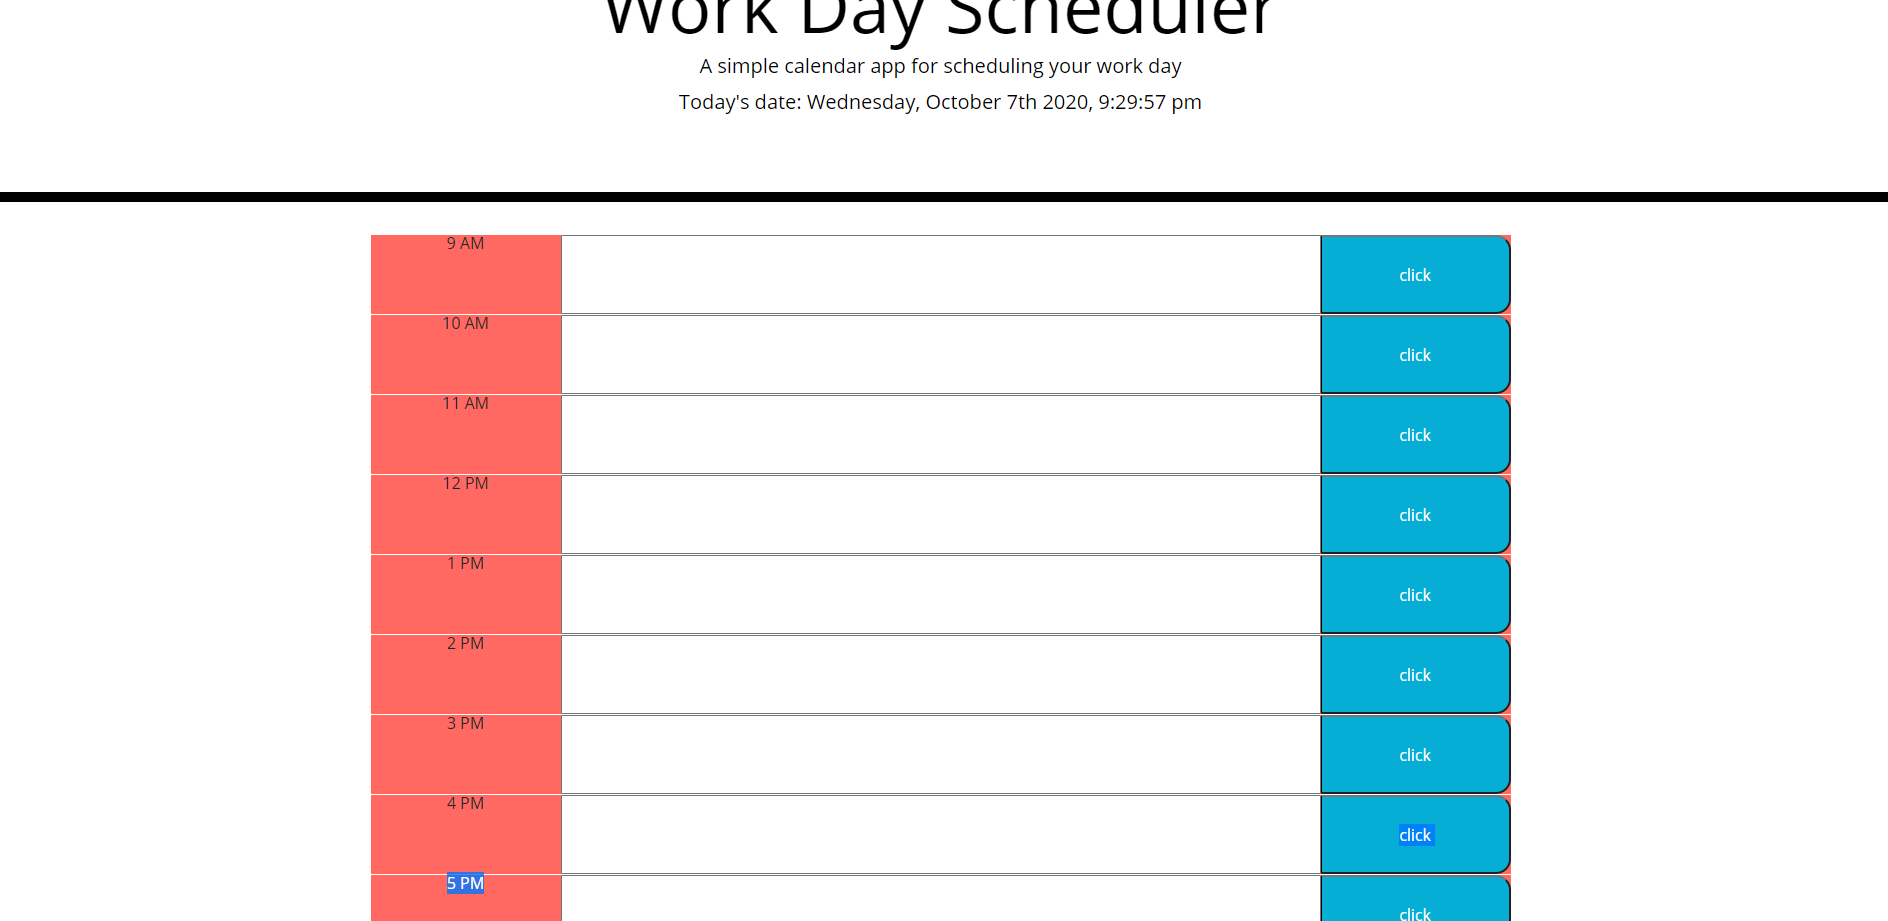 Work Day Scheduler
A simple calendar app for scheduling your work day
Today's date: Wednesday, October 7th 2020, 9:29:57 pm
9 AM
click
10 AM
click
11 AM
click
12 PM
click
1 PM
click
2 PM
click
3 PM
click
4 PM
click
5 PM
click